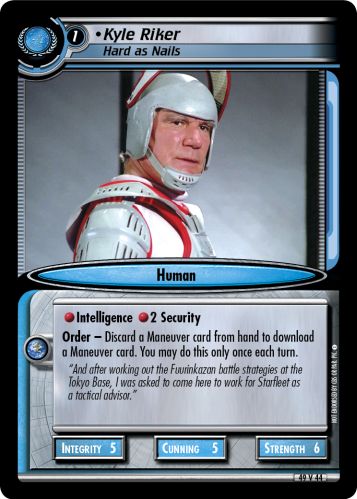 1
•Kyle Riker
Hard as Nails
Human
Intelligence 2 Security
Order – Discard a Maneuver card from hand to download
a Maneuver card. You may do this only once each turn.
"And after working out the Fuurinkazan battle strategies at the
Tokyo Base, I was asked to come here to work for Starfleet as
a tactical advisor."
INTEGRITY 5 CUNNING 5 STRENGTH 6
49 V 44